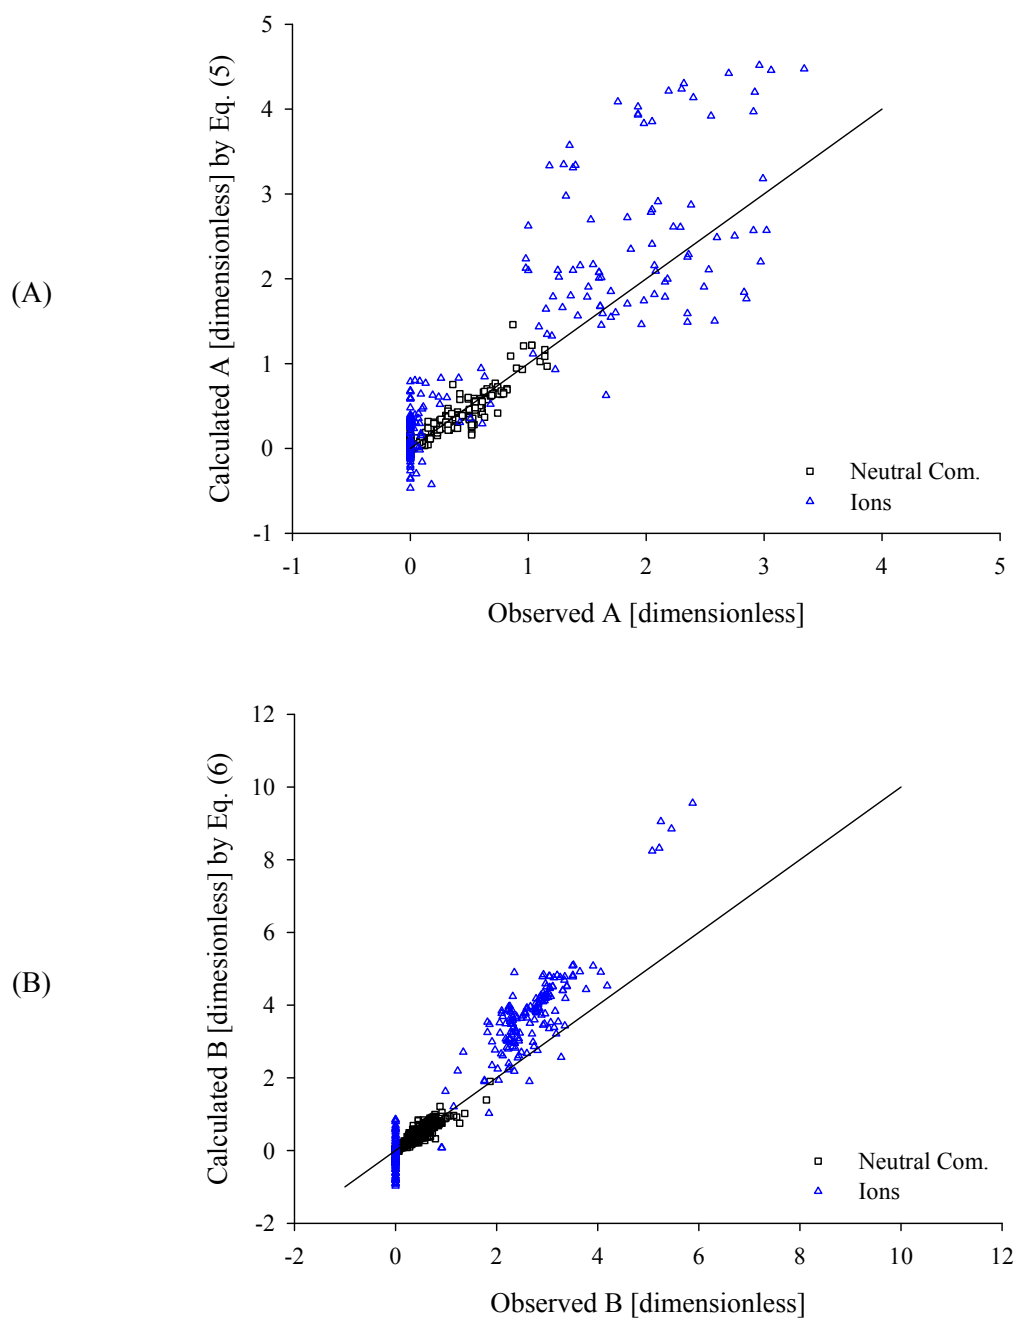 (A)
Calculated A [dimensionless] by Eq. (5)
5
4
3
2
1
0
-1
Neutral Com.
Ions
-1 0 1 2 3 4 5
Observed A [dimensionless]
(B)
Calculated B [dimesionless] by Eq. (6)
12
10
8
6
4
2
0
-2
Neutral Com.
Ions
-2 0 2 4 6 8 10 12
Observed B [dimensionless]